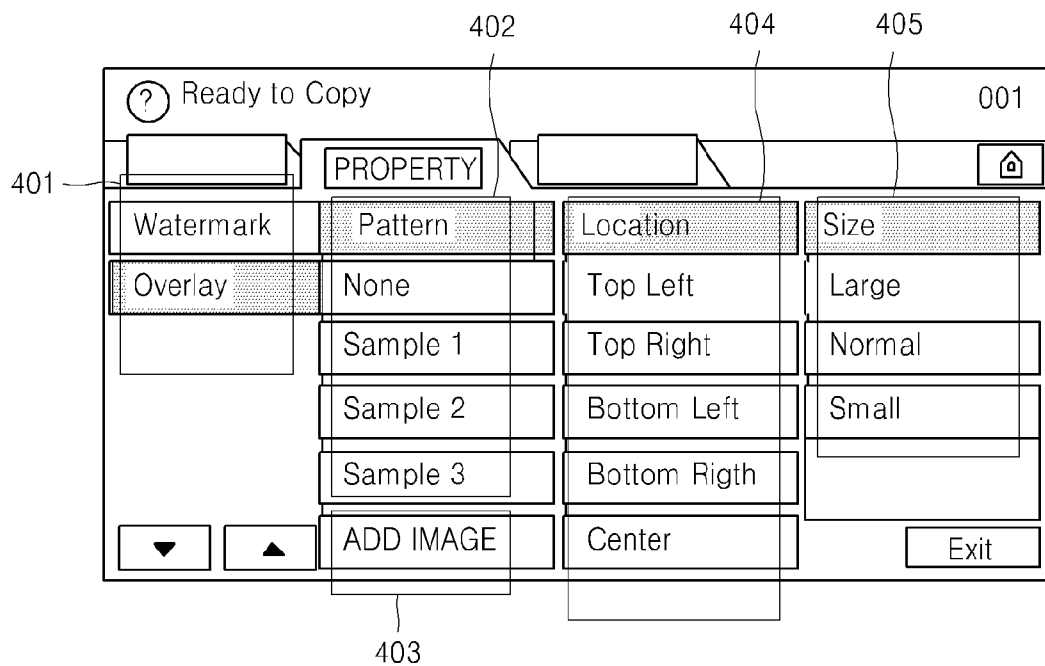 402 404 405
? Ready to Copy 001
401 PROPERTY
Watermark Pattern Location Size
Overlay None Top Left Large
Sample 1 Top Right Normal
Sample 2 Bottom Left Small
Sample 3 Bottom Rigth
ADD IMAGE Center Exit
403